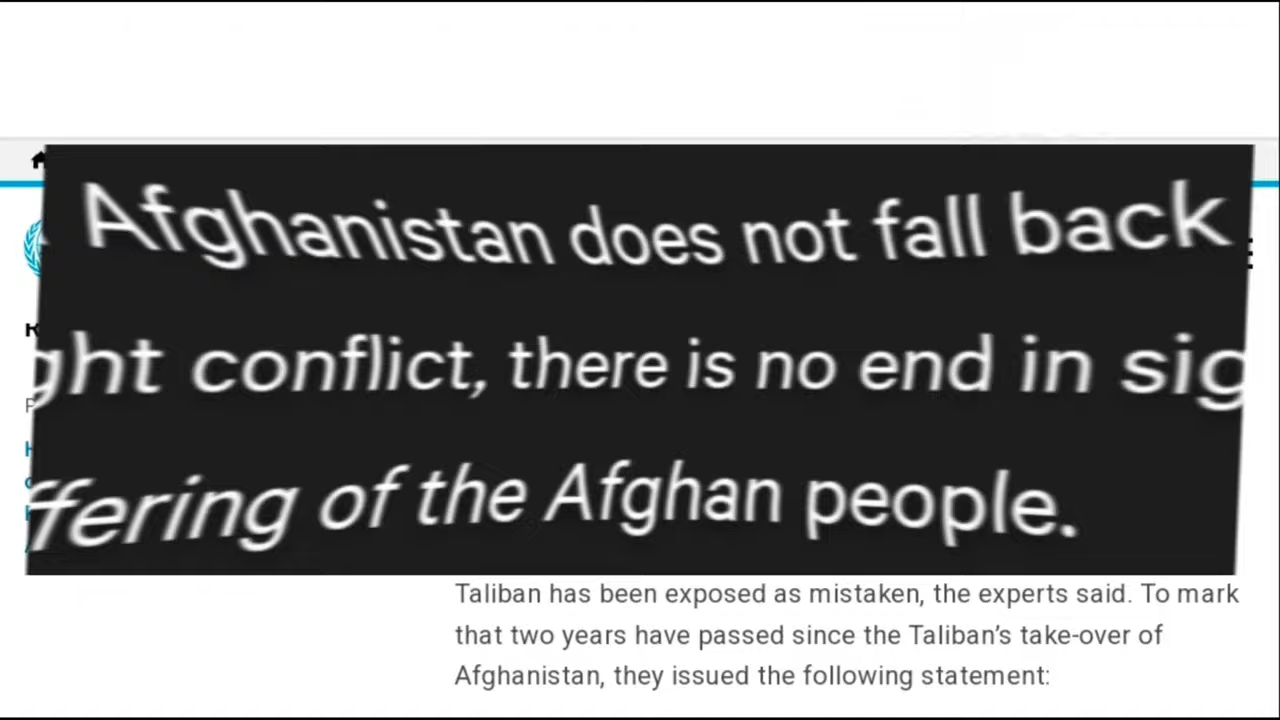 Afghanistan does not fall back
ght conflict, there is no end in sig
ffering of the Afghan people.
Taliban has been exposed as mistaken, the experts said. To mark
that two years have passed since the Taliban’s take-over of
Afghanistan, they issued the following statement: